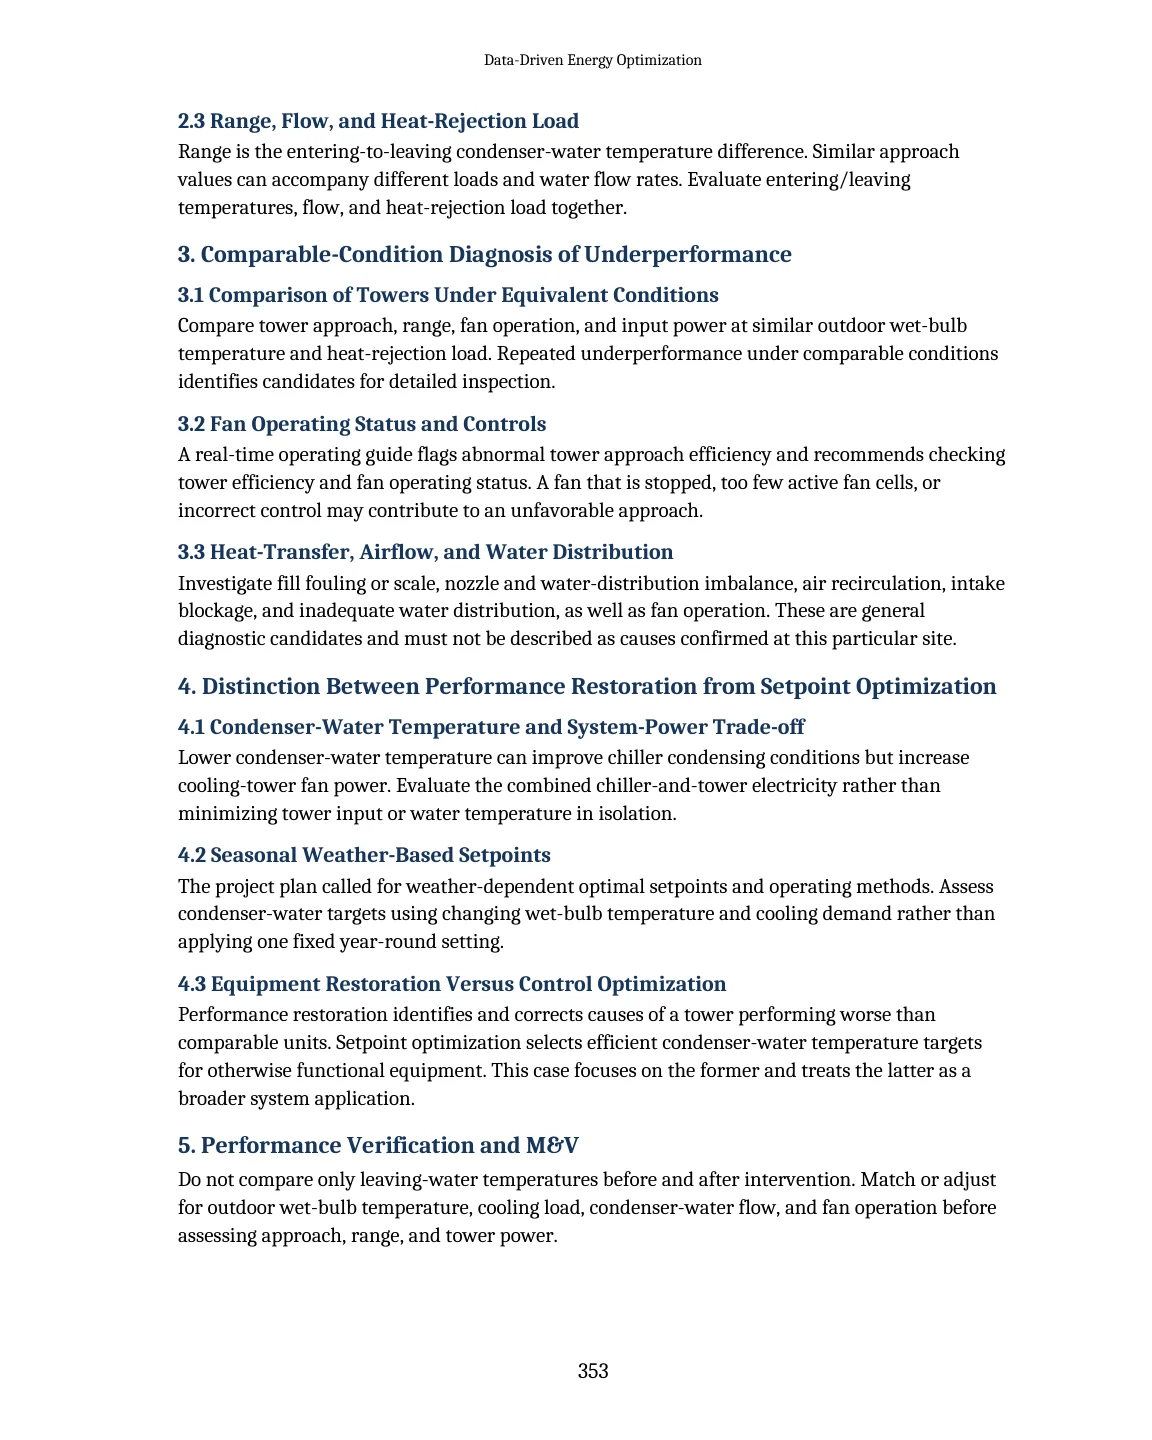 Data-Driven Energy Optimization
2.3 Range, Flow, and Heat-Rejection Load
Range is the entering-to-leaving condenser-water temperature difference. Similar approach
values can accompany different loads and water flow rates. Evaluate entering/leaving
temperatures, flow, and heat-rejection load together.
3. Comparable-Condition Diagnosis of Underperformance
3.1 Comparison of Towers Under Equivalent Conditions
Compare tower approach, range, fan operation, and input power at similar outdoor wet-bulb
temperature and heat-rejection load. Repeated underperformance under comparable conditions
identifies candidates for detailed inspection.
3.2 Fan Operating Status and Controls
A real-time operating guide flags abnormal tower approach efficiency and recommends checking
tower efficiency and fan operating status. A fan that is stopped, too few active fan cells, or
incorrect control may contribute to an unfavorable approach.
3.3 Heat-Transfer, Airflow, and Water Distribution
Investigate fill fouling or scale, nozzle and water-distribution imbalance, air recirculation, intake
blockage, and inadequate water distribution, as well as fan operation. These are general
diagnostic candidates and must not be described as causes confirmed at this particular site.
4. Distinction Between Performance Restoration from Setpoint Optimization
4.1 Condenser-Water Temperature and System-Power Trade-off
Lower condenser-water temperature can improve chiller condensing conditions but increase
cooling-tower fan power. Evaluate the combined chiller-and-tower electricity rather than
minimizing tower input or water temperature in isolation.
4.2 Seasonal Weather-Based Setpoints
The project plan called for weather-dependent optimal setpoints and operating methods. Assess
condenser-water targets using changing wet-bulb temperature and cooling demand rather than
applying one fixed year-round setting.
4.3 Equipment Restoration Versus Control Optimization
Performance restoration identifies and corrects causes of a tower performing worse than
comparable units. Setpoint optimization selects efficient condenser-water temperature targets
for otherwise functional equipment. This case focuses on the former and treats the latter as a
broader system application.
5. Performance Verification and M&V
Do not compare only leaving-water temperatures before and after intervention. Match or adjust
for outdoor wet-bulb temperature, cooling load, condenser-water flow, and fan operation before
assessing approach, range, and tower power.
353